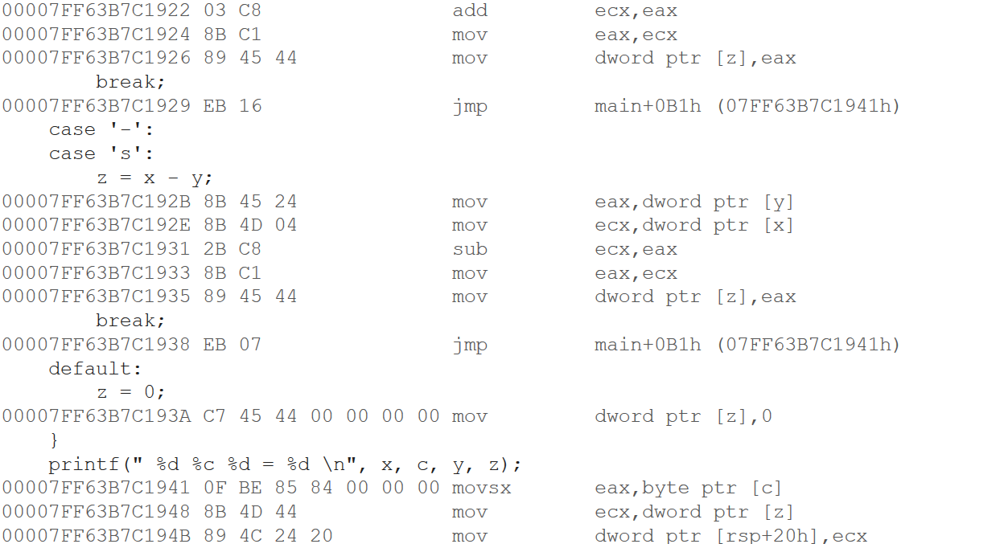 00007FF63B7C1922 03 C8                add         ecx,eax
00007FF63B7C1924 8B C1                mov         eax,ecx
00007FF63B7C1926 89 45 44             mov         dword ptr [z],eax
        break;
00007FF63B7C1929 EB 16                jmp         main+0B1h (07FF63B7C1941h)
    case '-':
    case 's':
        z = x - y;
00007FF63B7C192B 8B 45 24             mov         eax,dword ptr [y]
00007FF63B7C192E 8B 4D 04             mov         ecx,dword ptr [x]
00007FF63B7C1931 2B C8                sub         ecx,eax
00007FF63B7C1933 8B C1                mov         eax,ecx
00007FF63B7C1935 89 45 44             mov         dword ptr [z],eax
        break;
00007FF63B7C1938 EB 07                jmp         main+0B1h (07FF63B7C1941h)
    default:
        z = 0;
00007FF63B7C193A C7 45 44 00 00 00 00 mov         dword ptr [z],0
    }
    printf(" %d %c %d = %d \n", x, c, y, z);
00007FF63B7C1941 0F BE 85 84 00 00 00 movsx       eax,byte ptr [c]
00007FF63B7C1948 8B 4D 44             mov         ecx,dword ptr [z]
00007FF63B7C194B 89 4C 24 20          mov         dword ptr [rsp+20h],ecx